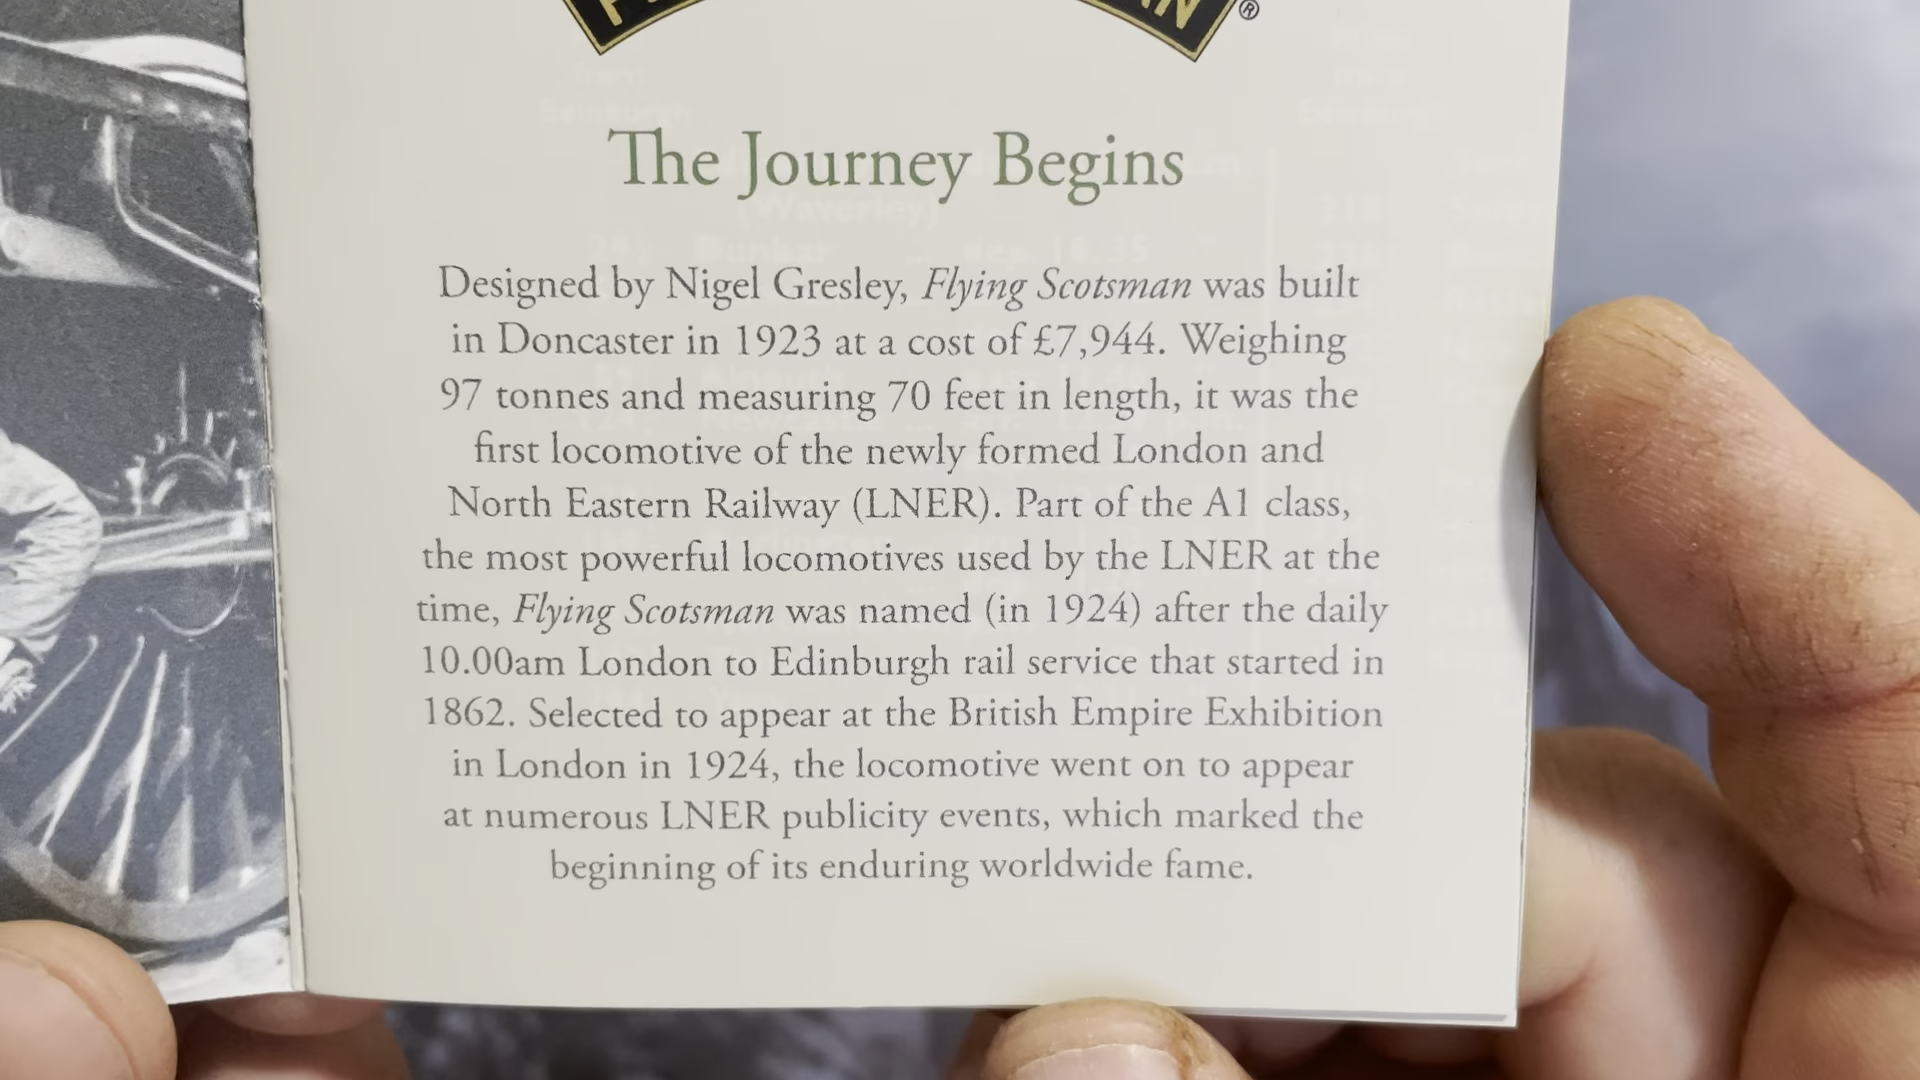 ®
The Journey Begins
Designed by Nigel Gresley, Flying Scotsman was built
in Doncaster in 1923 at a cost of £7,944. Weighing
97 tonnes and measuring 70 feet in length, it was the
first locomotive of the newly formed London and
North Eastern Railway (LNER). Part of the A1 class,
the most powerful locomotives used by the LNER at the
time, Flying Scotsman was named (in 1924) after the daily
10.00am London to Edinburgh rail service that started in
1862. Selected to appear at the British Empire Exhibition
in London in 1924, the locomotive went on to appear
at numerous LNER publicity events, which marked the
beginning of its enduring worldwide fame.